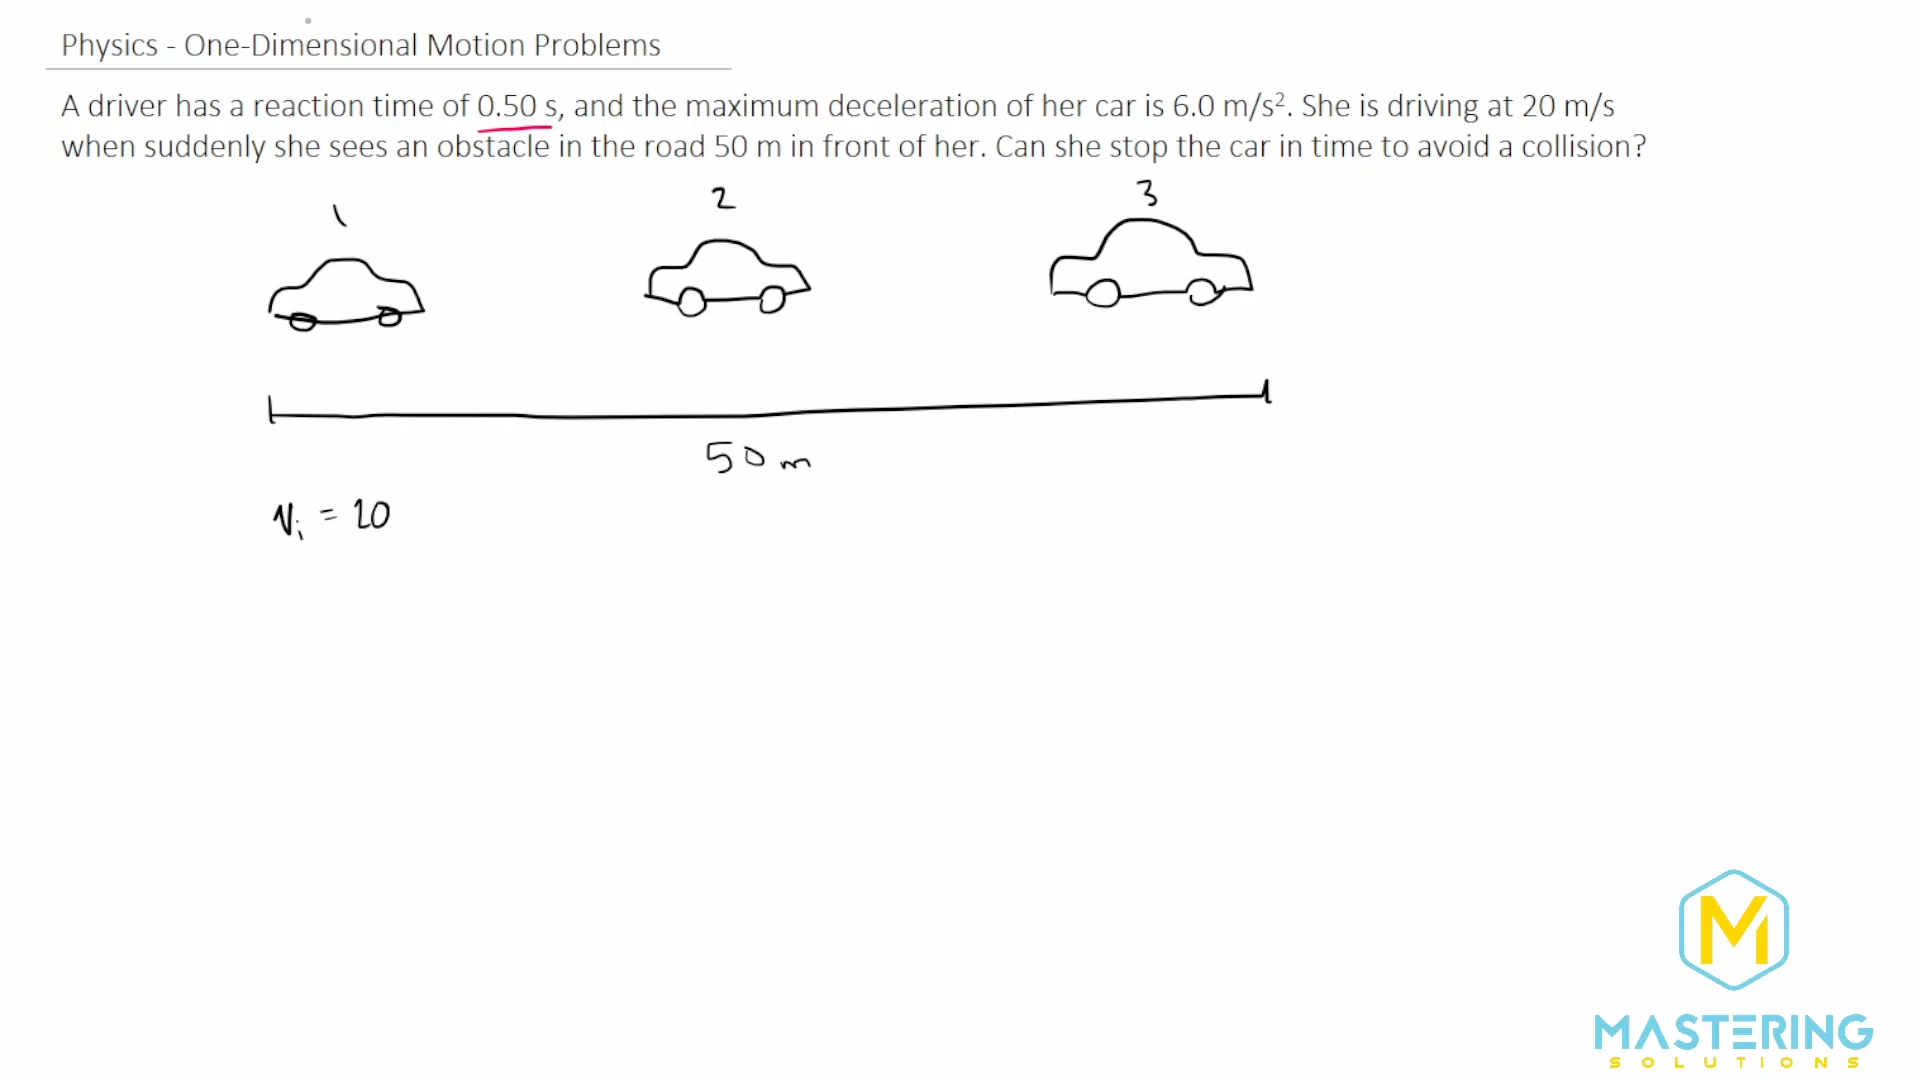 Physics - One-Dimensional Motion Problems
A driver has a reaction time of 0.50 s, and the maximum deceleration of her car is 6.0 m/s². She is driving at 20 m/s
when suddenly she sees an obstacle in the road 50 m in front of her. Can she stop the car in time to avoid a collision?
1 2 3
50 m
Vᵢ = 20
MASTERING
SOLUTIONS